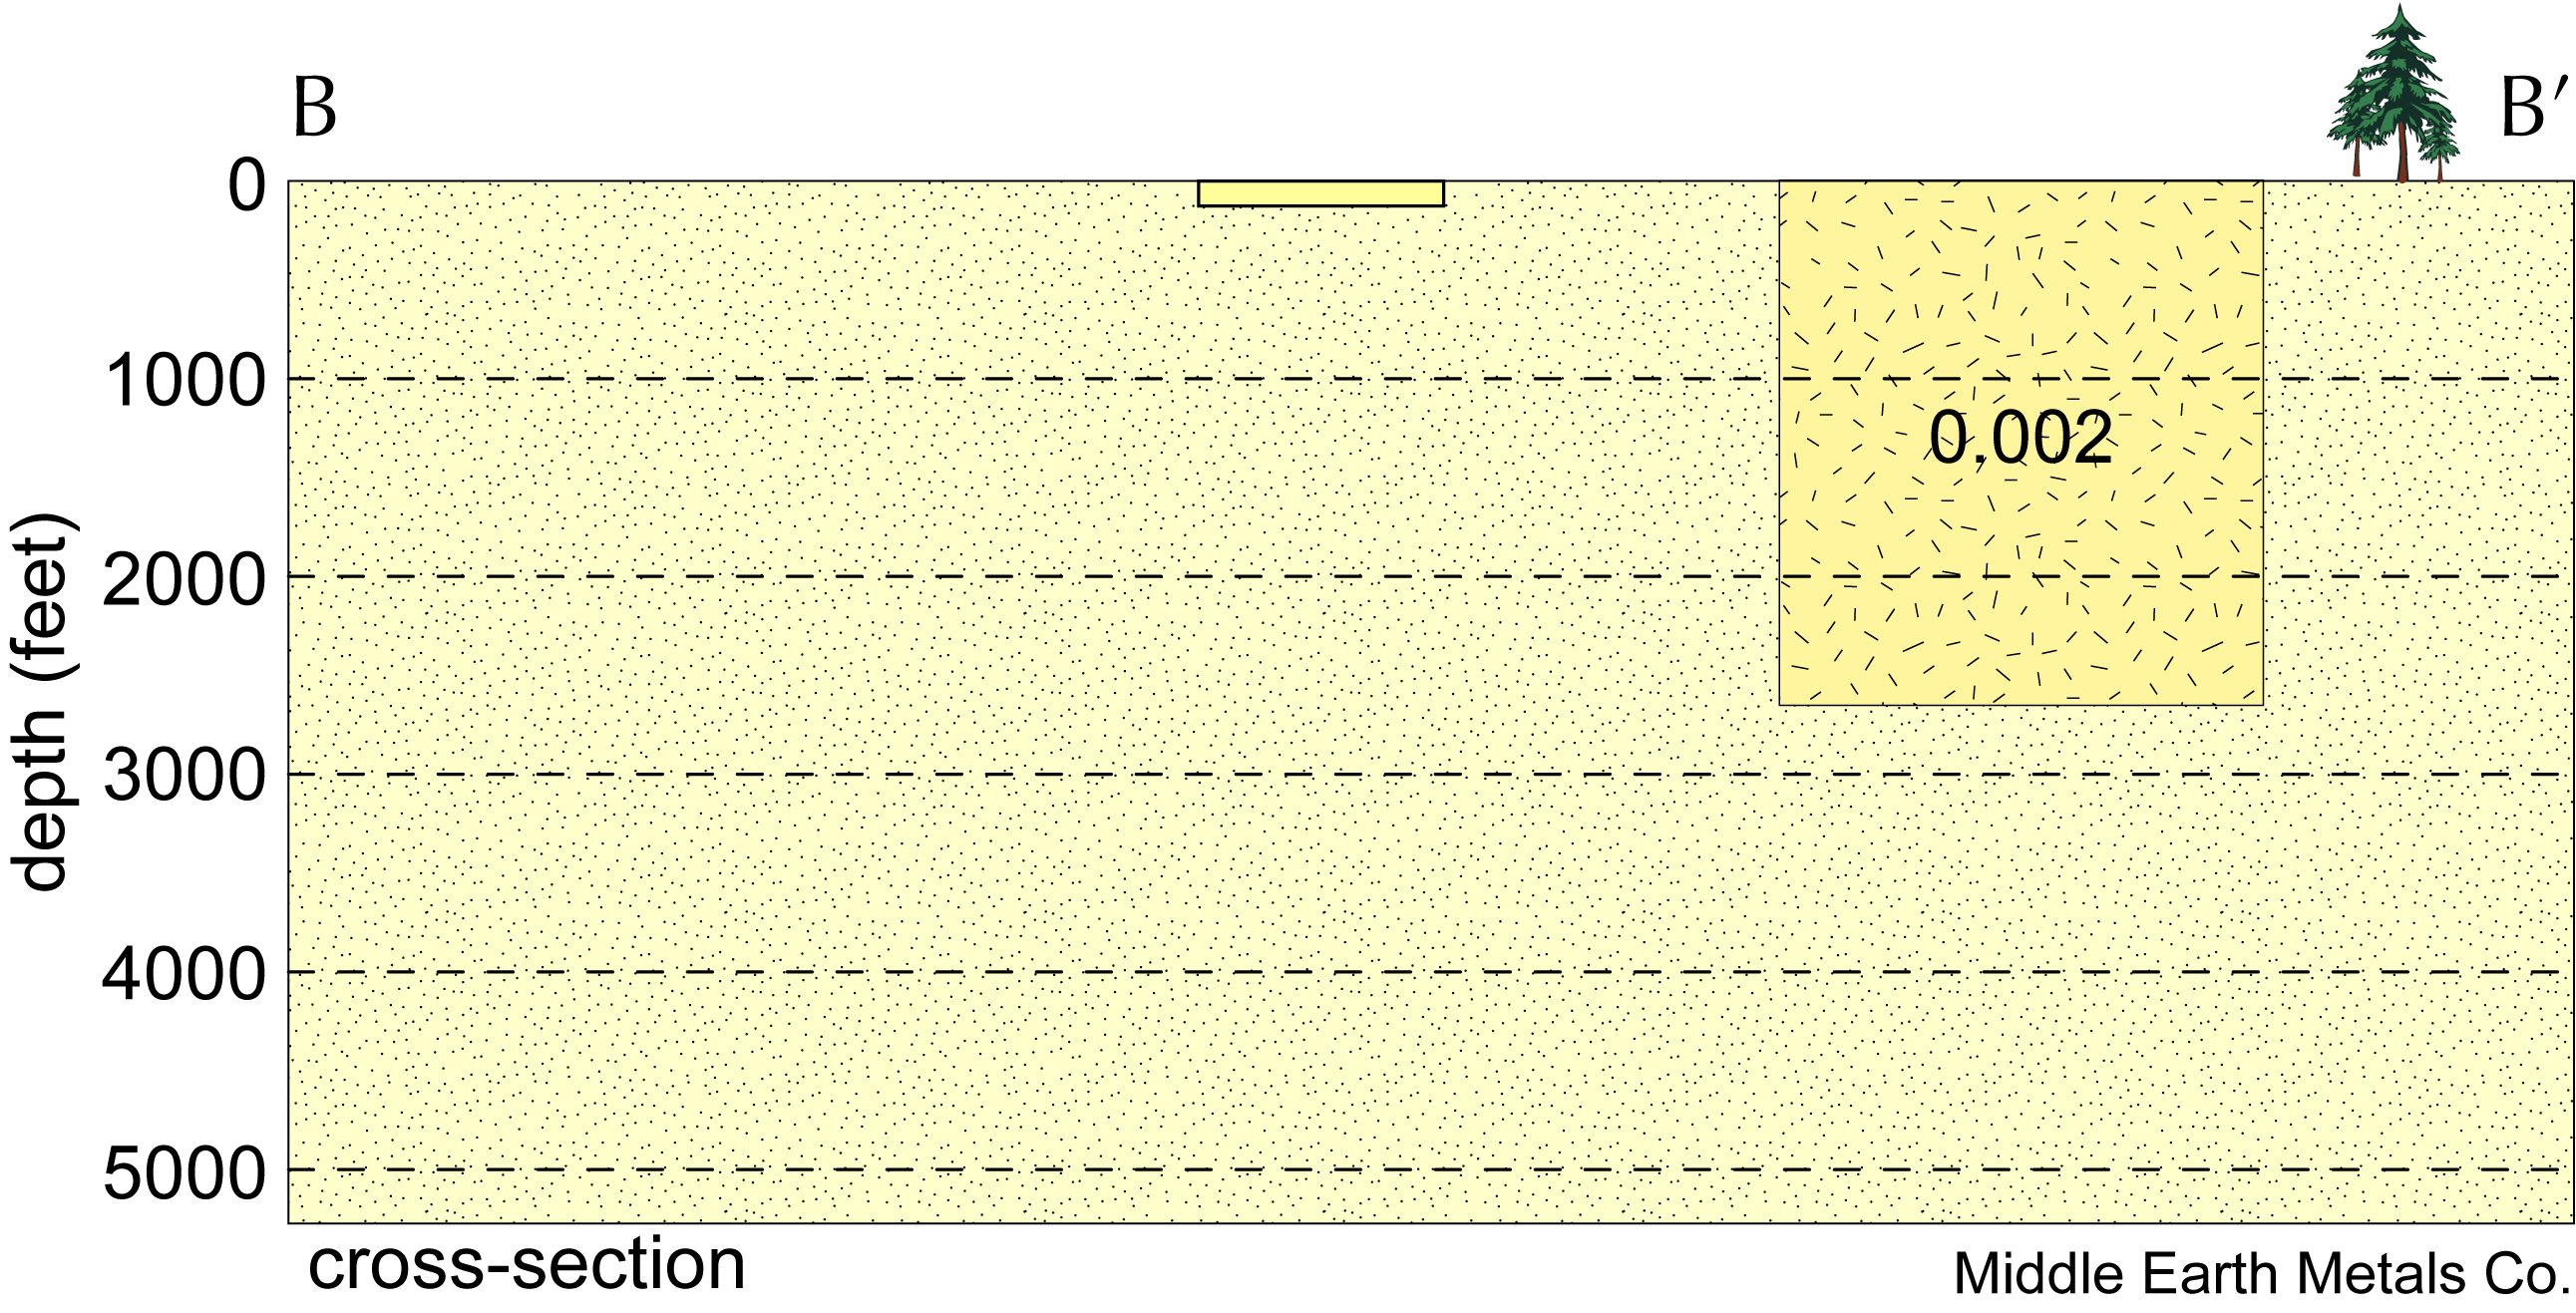 B B′
0
1000
0.002
2000
depth (feet)
3000
4000
5000
cross-section
Middle Earth Metals Co.